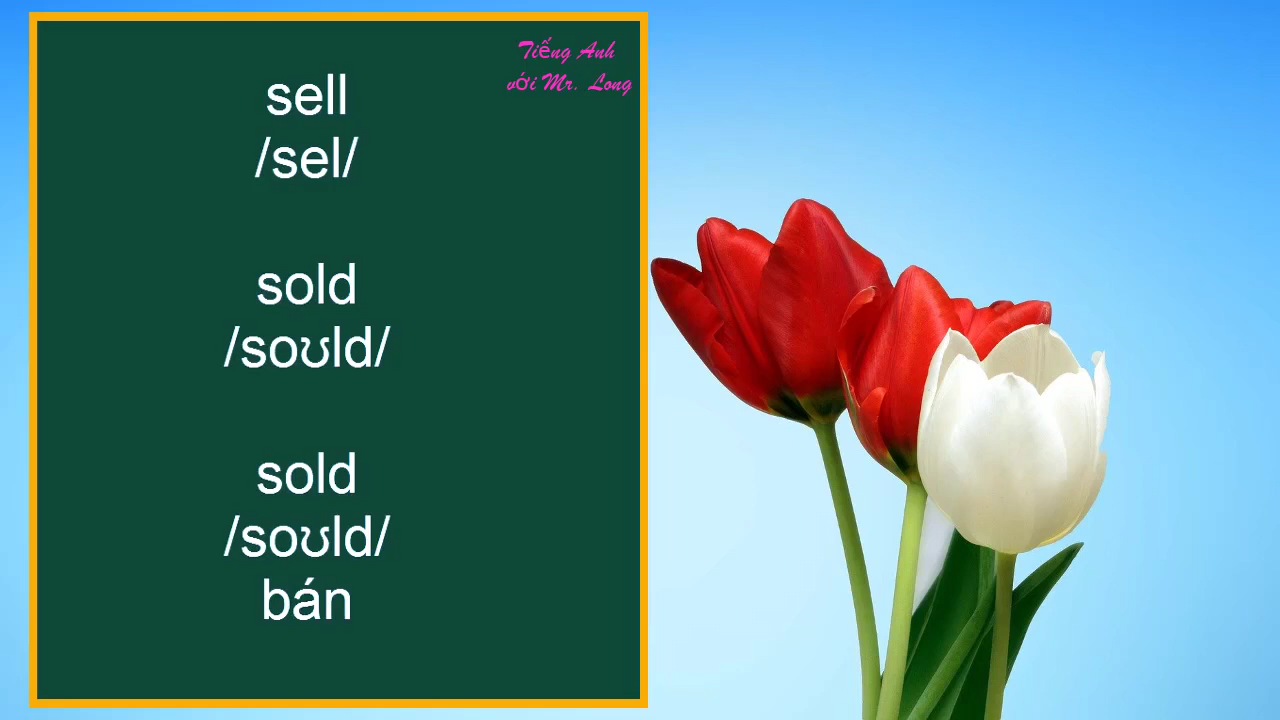 Tiếng Anh
với Mr. Long
sell
/sel/
sold
/soʊld/
sold
/soʊld/
bán